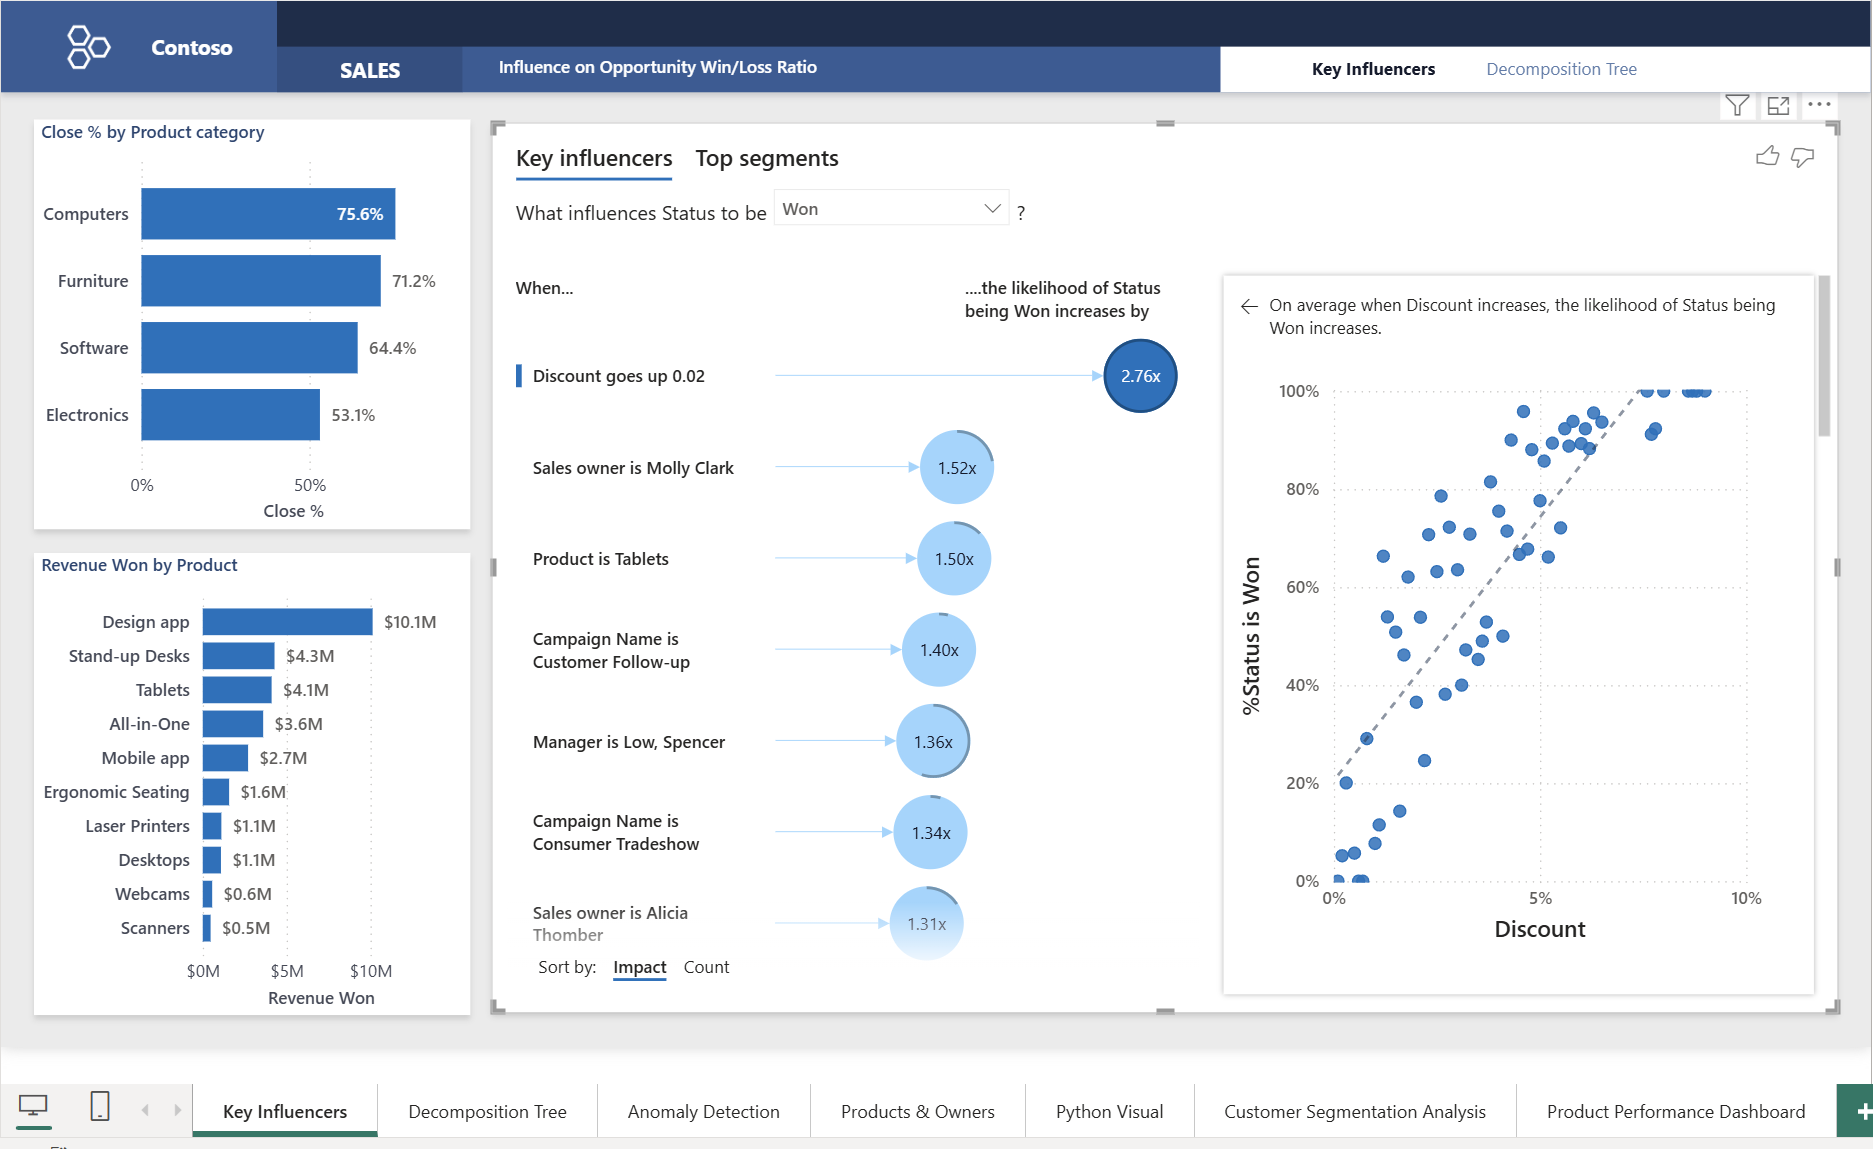 Contoso
SALES
Influence on Opportunity Win/Loss Ratio
Key Influencers
Decomposition Tree
Close % by Product category
Computers
75.6%
Furniture
71.2%
Software
64.4%
Electronics
53.1%
0%
50%
Close %
Revenue Won by Product
Design app
$10.1M
Stand-up Desks
$4.3M
Tablets
$4.1M
All-in-One
$3.6M
Mobile app
$2.7M
Ergonomic Seating
$1.6M
Laser Printers
$1.1M
Desktops
$1.1M
Webcams
$0.6M
Scanners
$0.5M
$0M
$5M
$10M
Revenue Won
Key influencers
Top segments
What influences Status to be
Won
?
When...
....the likelihood of Status
being Won increases by
Discount goes up 0.02
2.76x
Sales owner is Molly Clark
1.52x
Product is Tablets
1.50x
Campaign Name is
Customer Follow-up
1.40x
Manager is Low, Spencer
1.36x
Campaign Name is
Consumer Tradeshow
1.34x
Sales owner is Alicia
Thomber
1.31x
Sort by:
Impact
Count
On average when Discount increases, the likelihood of Status being
Won increases.
100%
80%
60%
40%
20%
0%
%Status is Won
0%
5%
10%
Discount
Key Influencers
Decomposition Tree
Anomaly Detection
Products & Owners
Python Visual
Customer Segmentation Analysis
Product Performance Dashboard